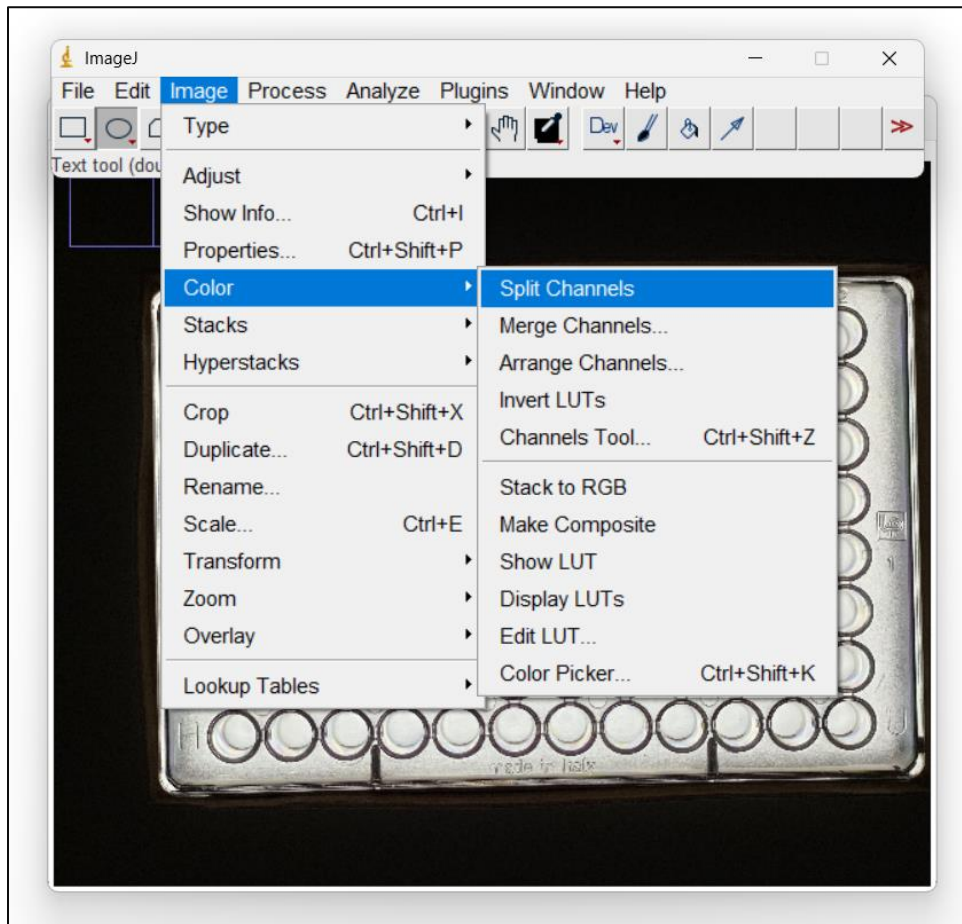 ImageJ
File Edit Image Process Analyze Plugins Window Help
Dev
Text tool (dou
Type
Adjust
Show Info... Ctrl+I
Properties... Ctrl+Shift+P
Color
Stacks
Hyperstacks
Crop Ctrl+Shift+X
Duplicate... Ctrl+Shift+D
Rename...
Scale... Ctrl+E
Transform
Zoom
Overlay
Lookup Tables
Split Channels
Merge Channels...
Arrange Channels...
Invert LUTs
Channels Tool... Ctrl+Shift+Z
Stack to RGB
Make Composite
Show LUT
Display LUTs
Edit LUT...
Color Picker... Ctrl+Shift+K
H
made in Italy